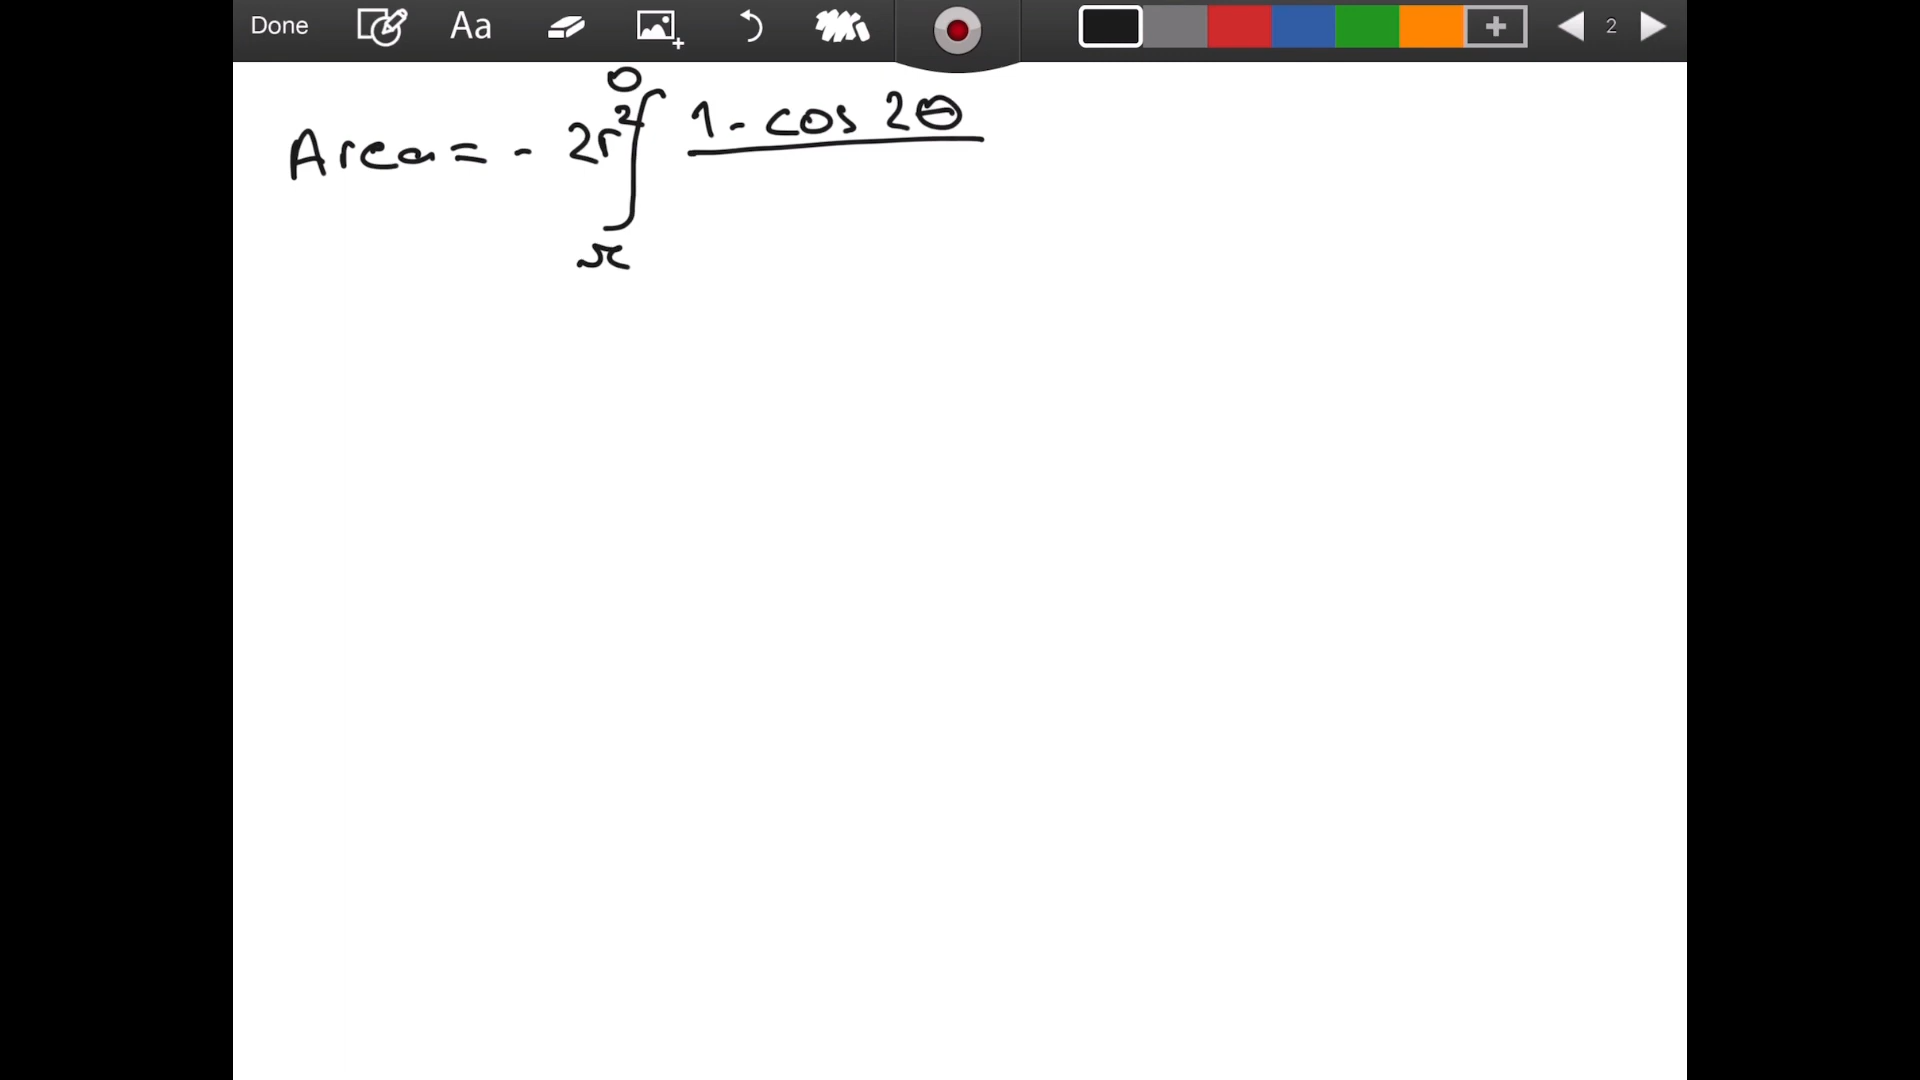 Done Aa 2
Area = - 2r² ∫ 1 - cos 2θ
0
π